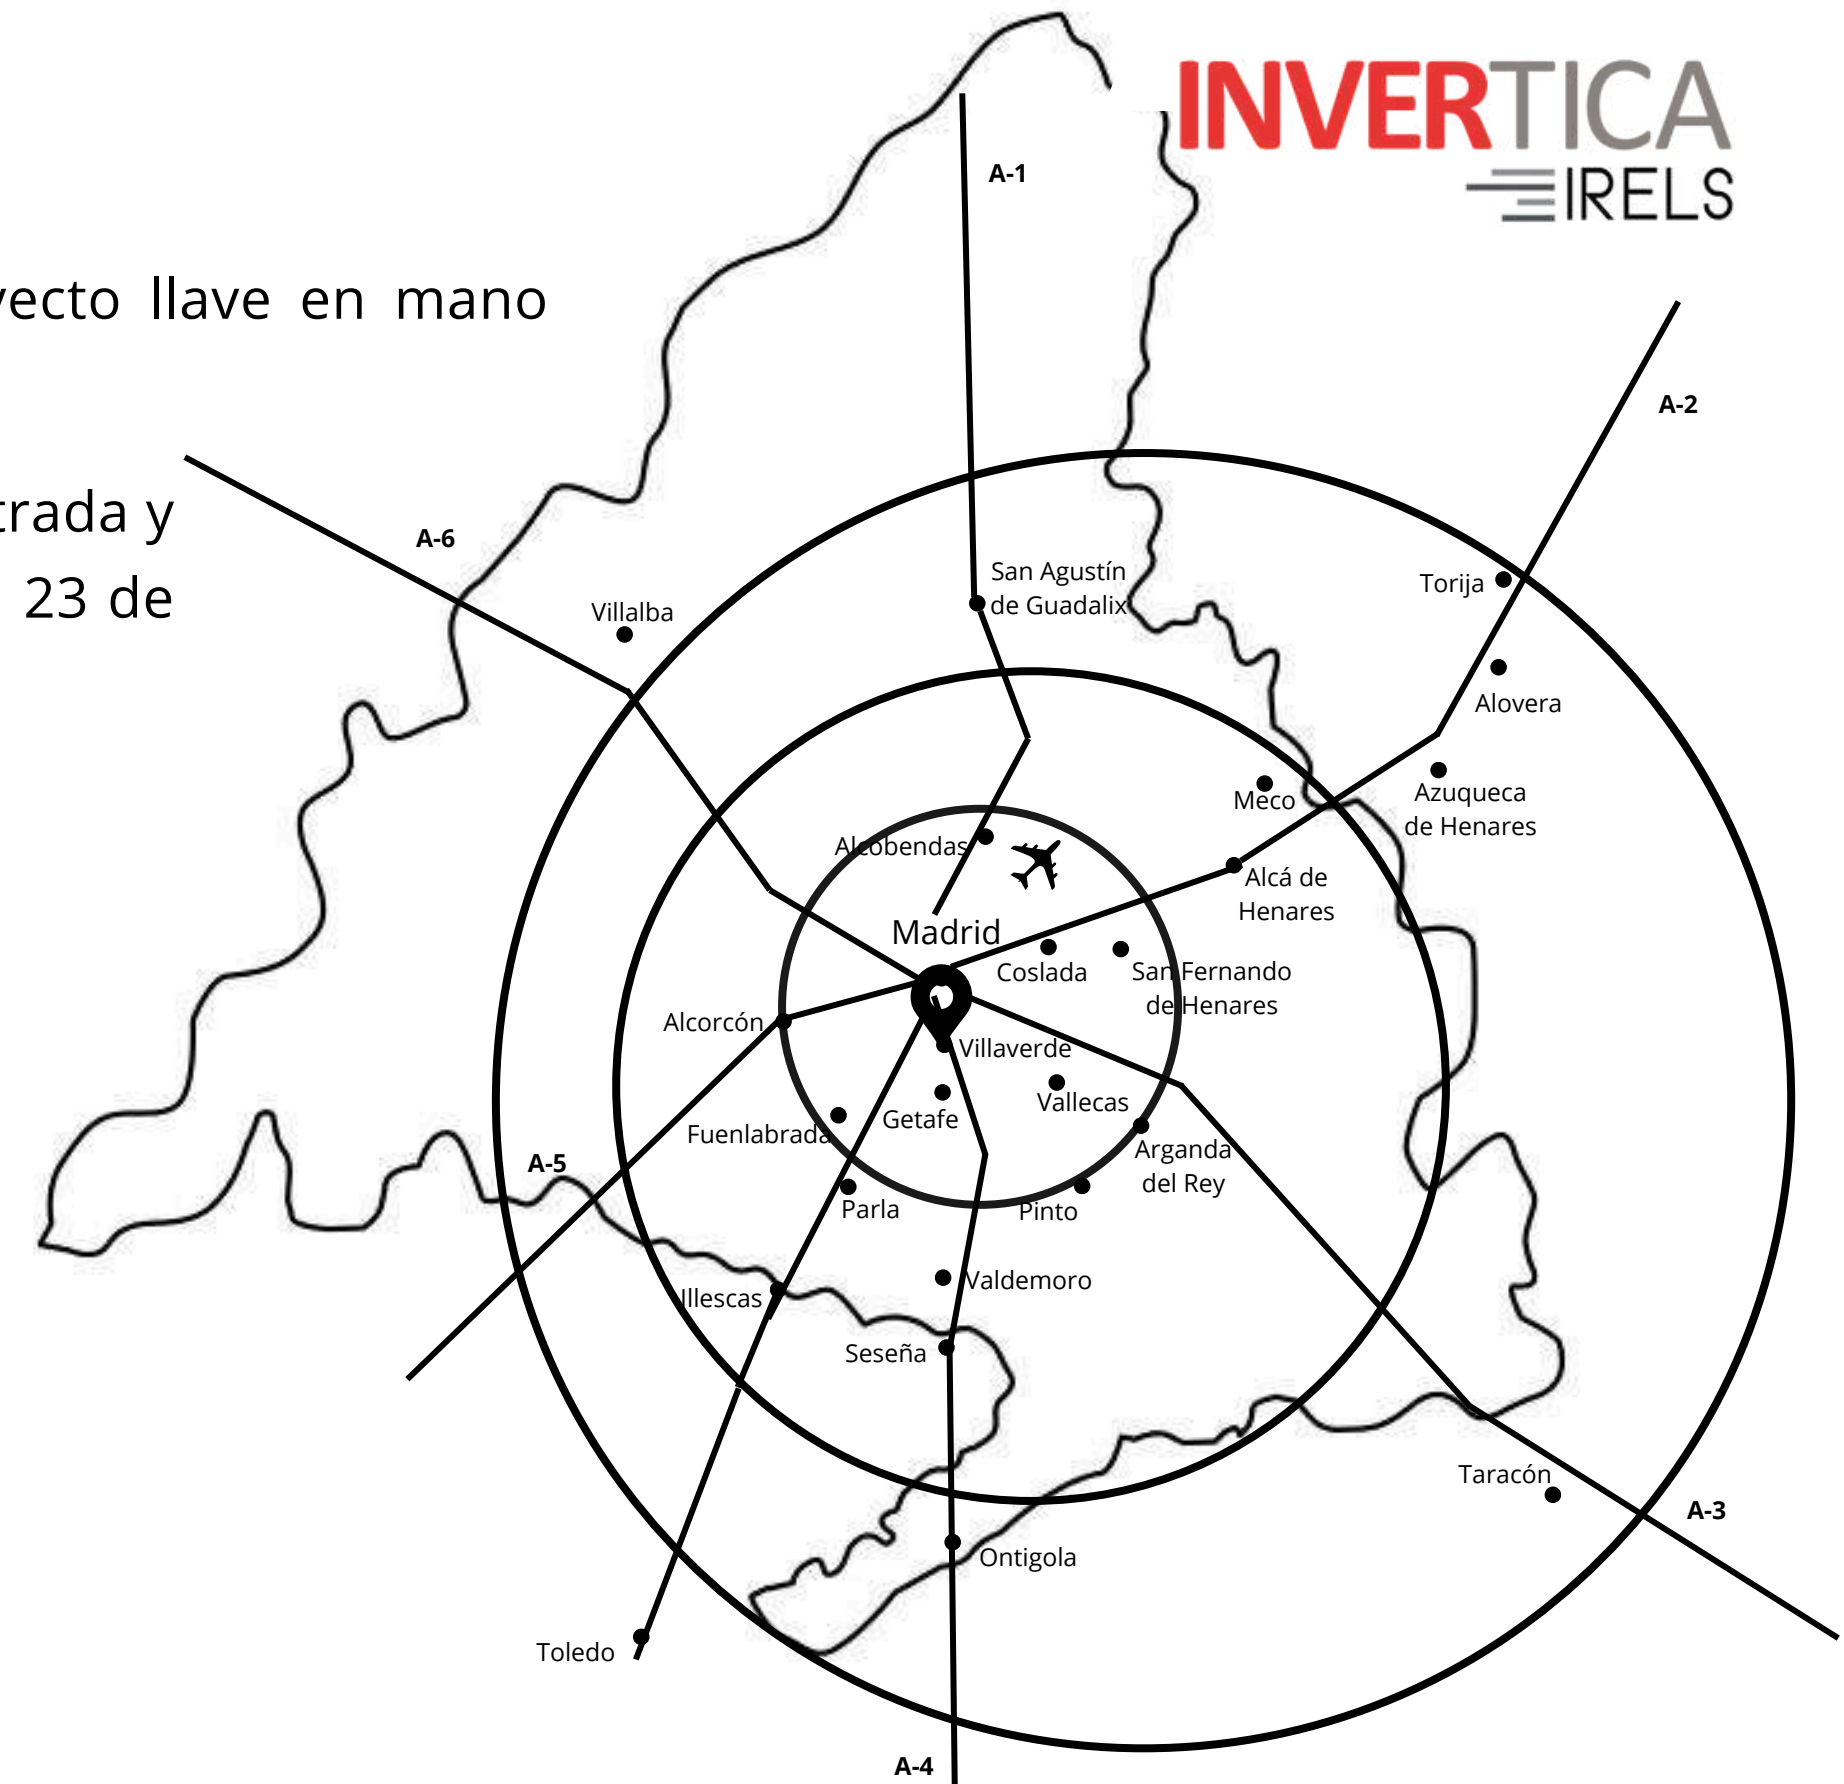 INVERTICA
IRELS
A-1
yecto llave en mano
A-2
trada y
A-6
23 de
San Agustín
de Guadalix
Torija
Villalba
Alovera
Meco
Azuqueca
de Henares
Alcobendas
Alcá de
Henares
Madrid
Coslada
San Fernando
de Henares
Alcorcón
Villaverde
Vallecas
Getafe
Fuenlabrada
Arganda
del Rey
A-5
Parla
Pinto
Valdemoro
Illescas
Seseña
Taracón
A-3
Ontigola
Toledo
A-4